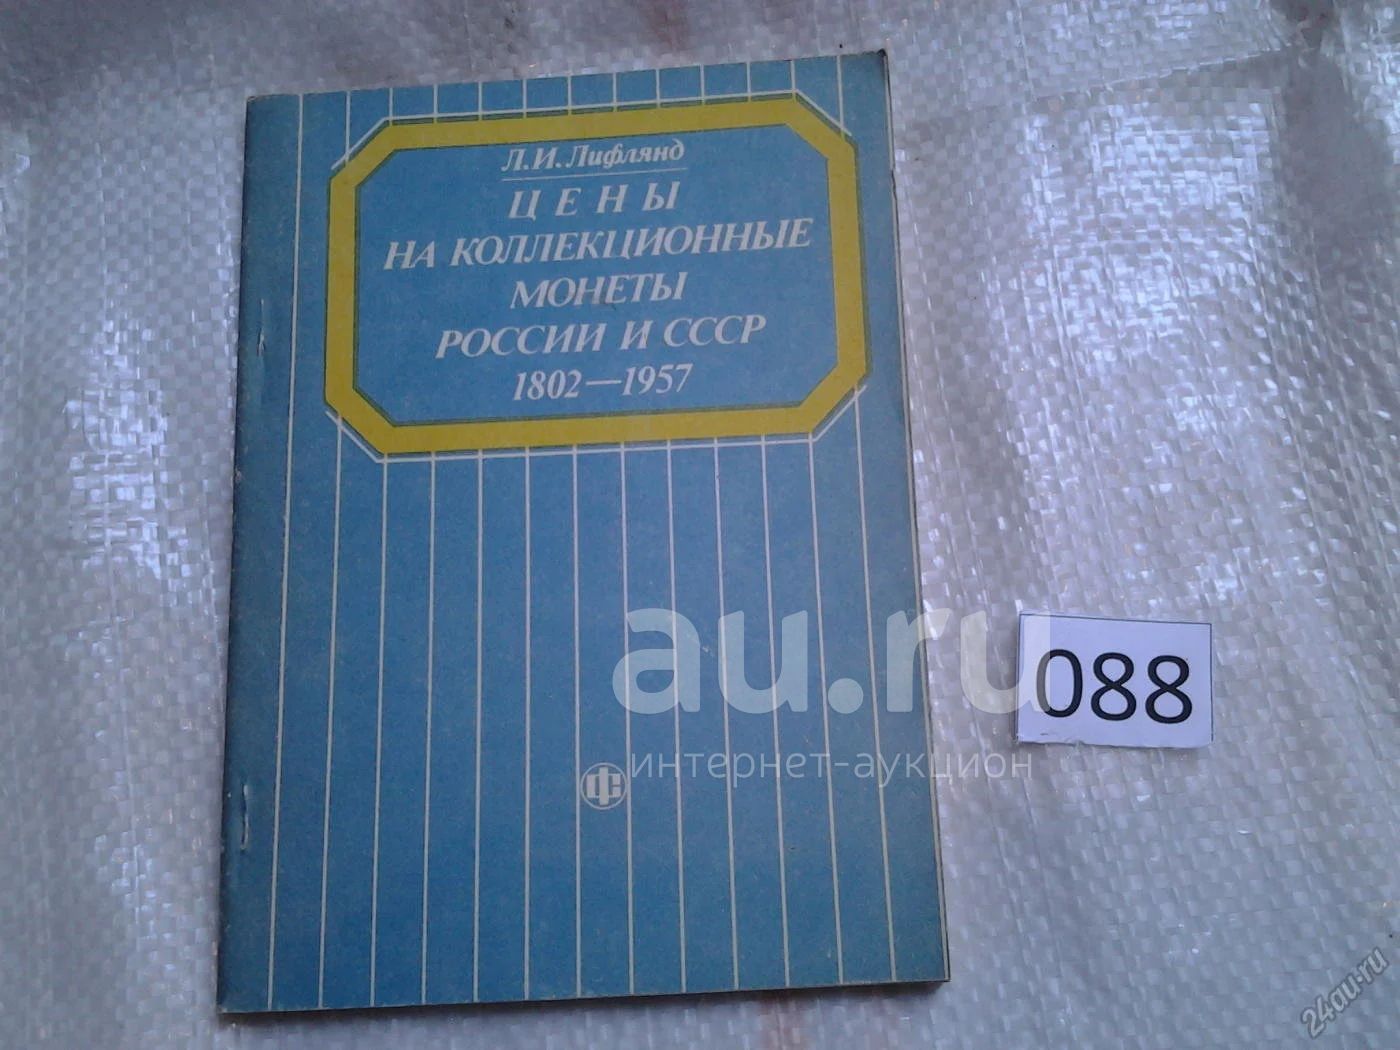 Л.И.Лифлянд
ЦЕНЫ
НА КОЛЛЕКЦИОННЫЕ
МОНЕТЫ
РОССИИ И СССР
1802—1957
au.ru
интернет-аукцион
088
24au.ru